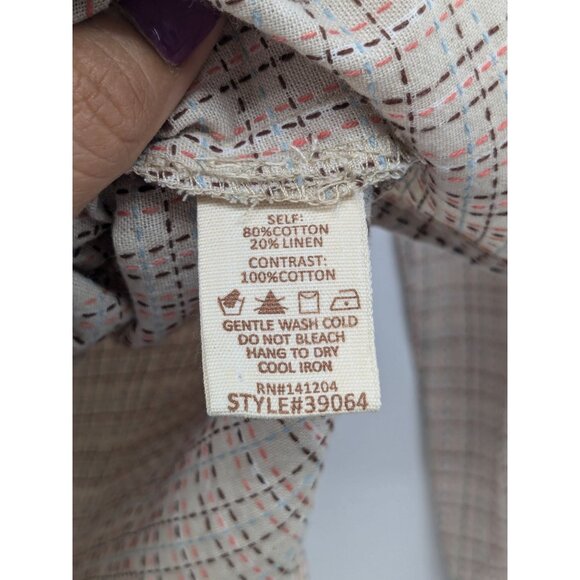 SELF:
80%COTTON
20% LINEN
CONTRAST:
100%COTTON
GENTLE WASH COLD
DO NOT BLEACH
HANG TO DRY
COOL IRON
RN#141204
STYLE#39064